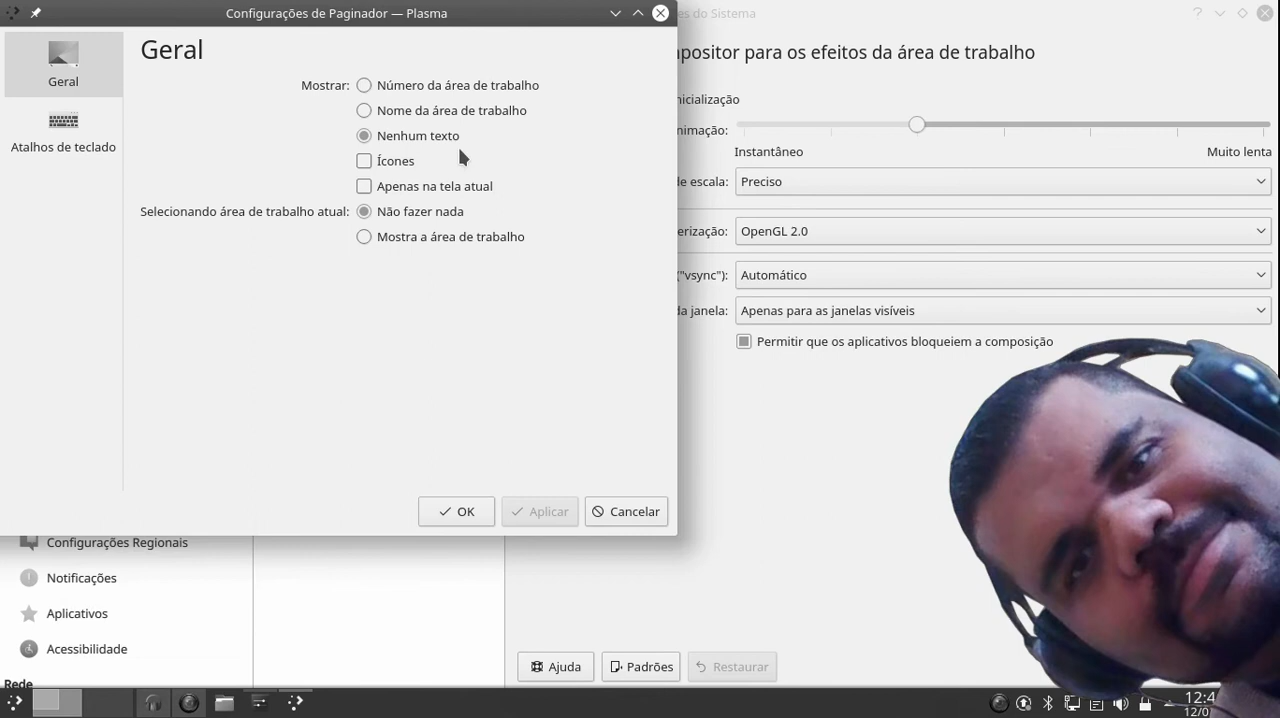 Configurações de Paginador — Plasma
es do Sistema
Geral
Atalhos de teclado
Geral
Mostrar:
Número da área de trabalho
Nome da área de trabalho
Nenhum texto
Ícones
Apenas na tela atual
Selecionando área de trabalho atual:
Não fazer nada
Mostra a área de trabalho
OK
Aplicar
Cancelar
positor para os efeitos da área de trabalho
nicialização
nimação:
Instantâneo
Muito lenta
de escala:
Preciso
erização:
OpenGL 2.0
("vsync"):
Automático
da janela:
Apenas para as janelas visíveis
Permitir que os aplicativos bloqueiem a composição
Configurações Regionais
Notificações
Aplicativos
Acessibilidade
Rede
Ajuda
Padrões
Restaurar
12:4
12/0